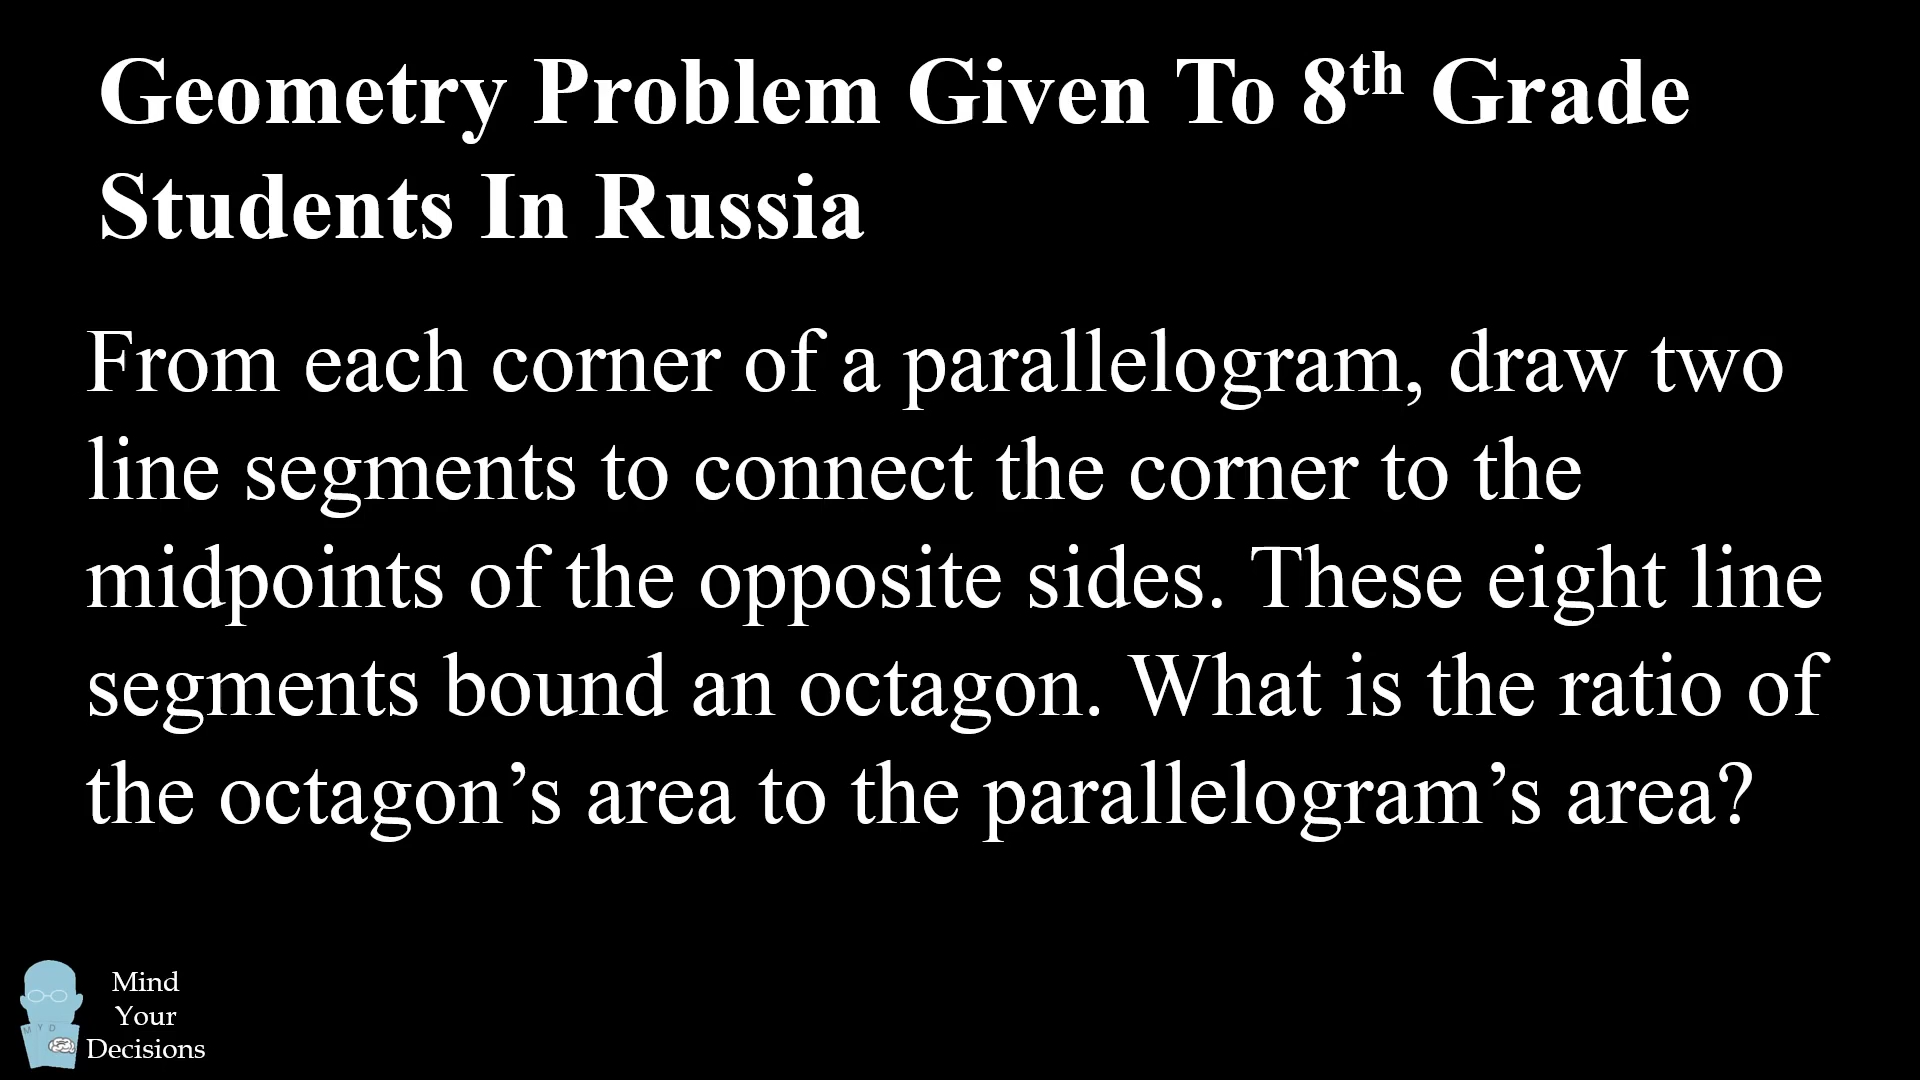 Geometry Problem Given To 8th Grade
Students In Russia
From each corner of a parallelogram, draw two
line segments to connect the corner to the
midpoints of the opposite sides. These eight line
segments bound an octagon. What is the ratio of
the octagon’s area to the parallelogram’s area?
M Y D
Mind
Your
Decisions